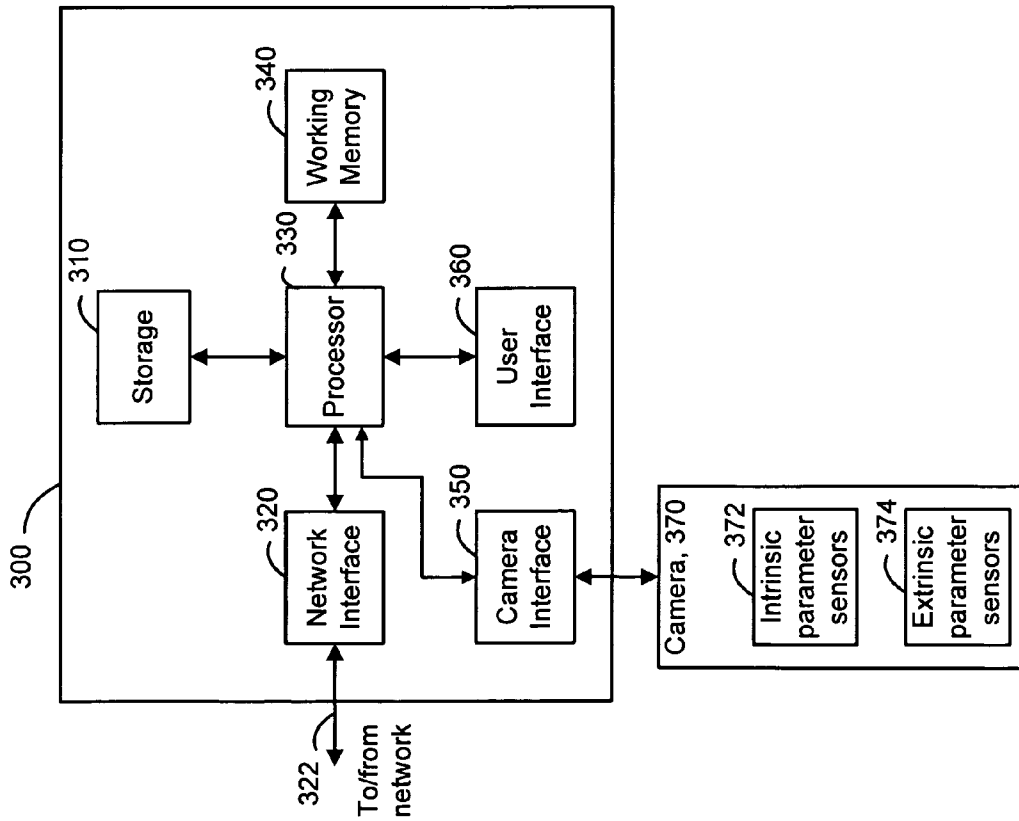 300
310
Storage
320
Network
Interface
330
Processor
340
Working
Memory
322
To/from
network
350
Camera
Interface
360
User
Interface
Camera, 370
372
Intrinsic
parameter
sensors
374
Extrinsic
parameter
sensors